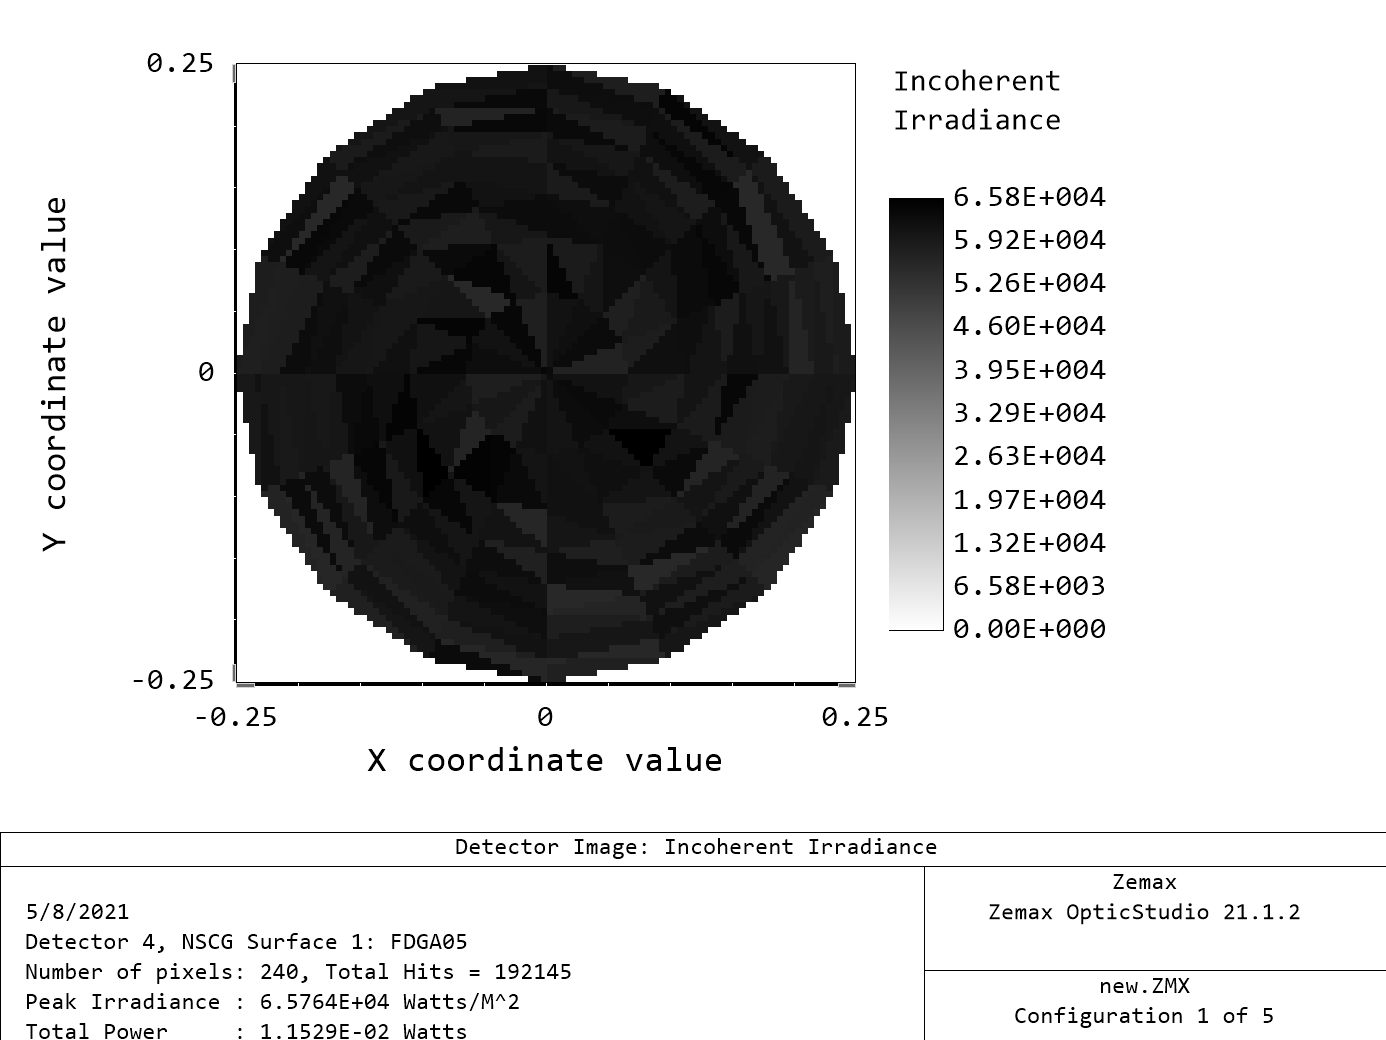 0.25
0
-0.25
Y coordinate value
-0.25 0 0.25
X coordinate value
Incoherent
Irradiance
6.58E+004
5.92E+004
5.26E+004
4.60E+004
3.95E+004
3.29E+004
2.63E+004
1.97E+004
1.32E+004
6.58E+003
0.00E+000
Detector Image: Incoherent Irradiance
5/8/2021
Detector 4, NSCG Surface 1: FDGA05
Number of pixels: 240, Total Hits = 192145
Peak Irradiance : 6.5764E+04 Watts/M^2
Total Power : 1.1529E-02 Watts
Zemax
Zemax OpticStudio 21.1.2
new.ZMX
Configuration 1 of 5